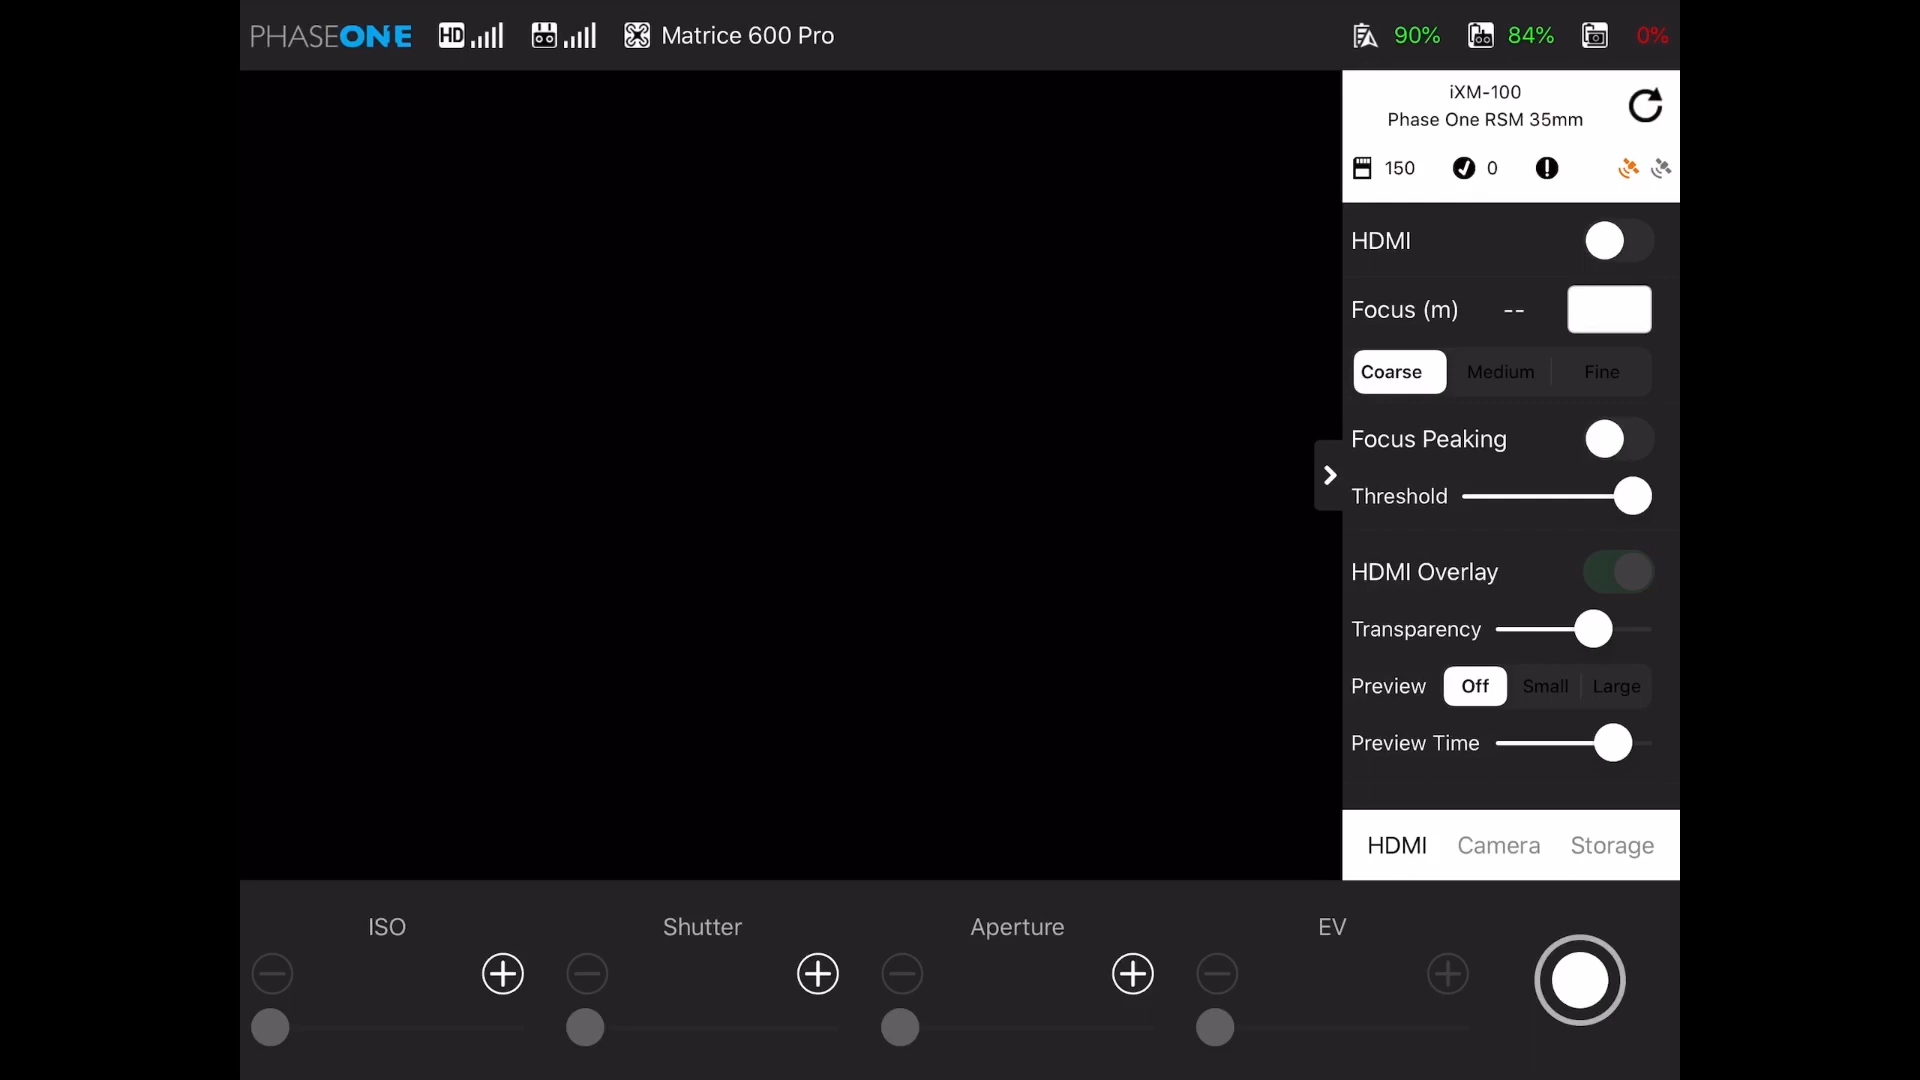 PHASEONE HD Matrice 600 Pro 90% 84% 0%
iXM-100
Phase One RSM 35mm
150 0
HDMI
Focus (m) --
Coarse Medium Fine
Focus Peaking
Threshold
HDMI Overlay
Transparency
Preview Off Small Large
Preview Time
HDMI Camera Storage
ISO Shutter Aperture EV